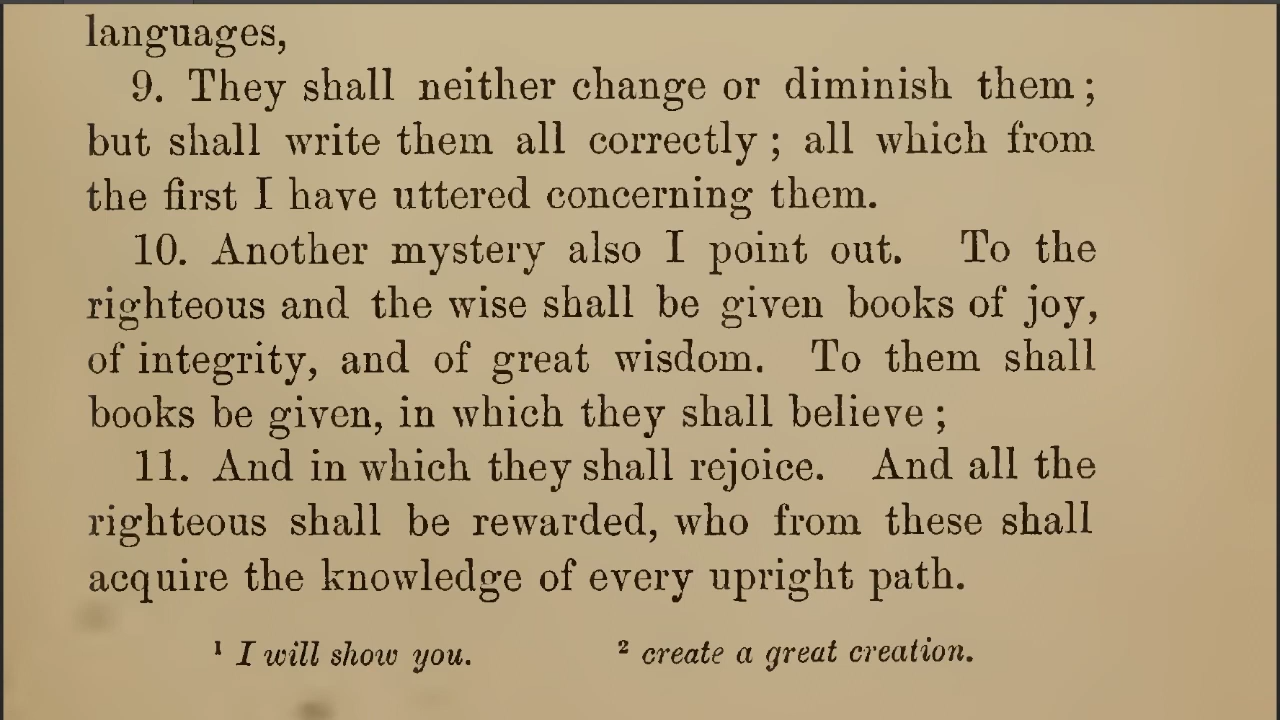 languages,
9. They shall neither change or diminish them;
but shall write them all correctly; all which from
the first I have uttered concerning them.
10. Another mystery also I point out. To the
righteous and the wise shall be given books of joy,
of integrity, and of great wisdom. To them shall
books be given, in which they shall believe;
11. And in which they shall rejoice. And all the
righteous shall be rewarded, who from these shall
acquire the knowledge of every upright path.
¹ I will show you. ² create a great creation.